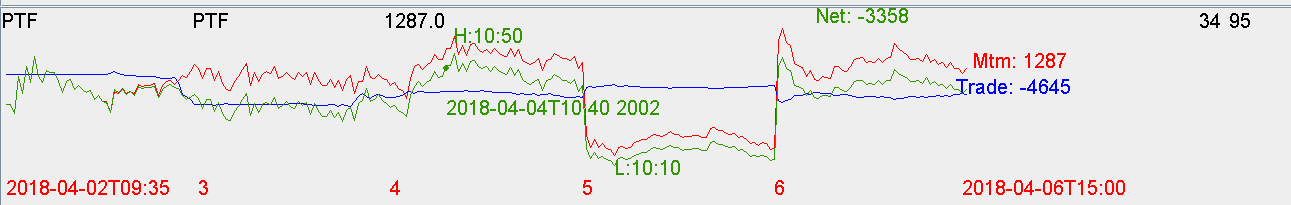 PTF PTF 1287.0 Net: -3358 34 95
H:10:50
Mtm: 1287
Trade: -4645
2018-04-04T10:40 2002
L:10:10
2018-04-02T09:35 3 4 5 6 2018-04-06T15:00